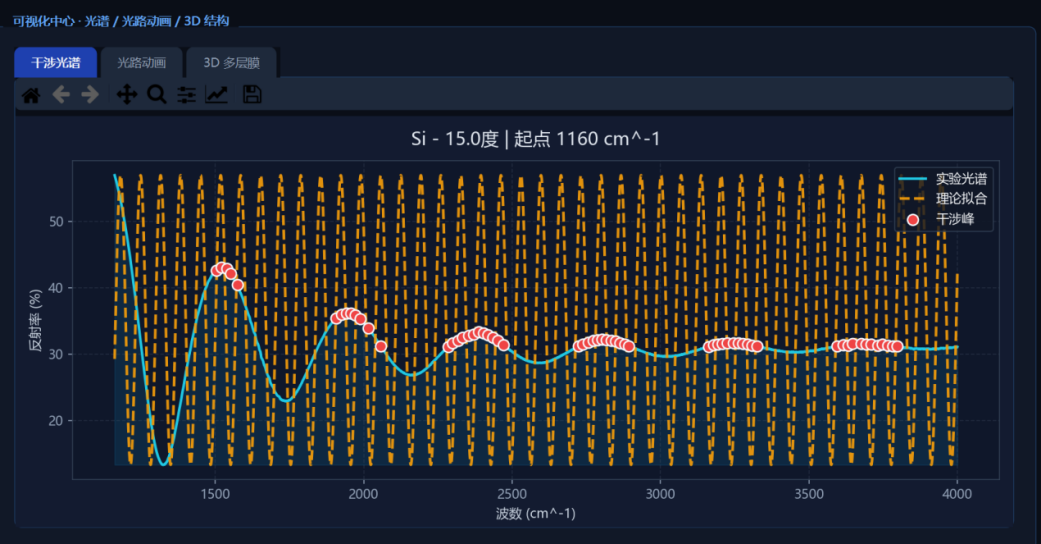 可视化中心 · 光谱 / 光路动画 / 3D 结构
干涉光谱 光路动画 3D 多层膜
Si - 15.0度 | 起点 1160 cm^-1
实验光谱
理论拟合
干涉峰
反射率 (%)
50
40
30
20
1500 2000 2500 3000 3500 4000
波数 (cm^-1)